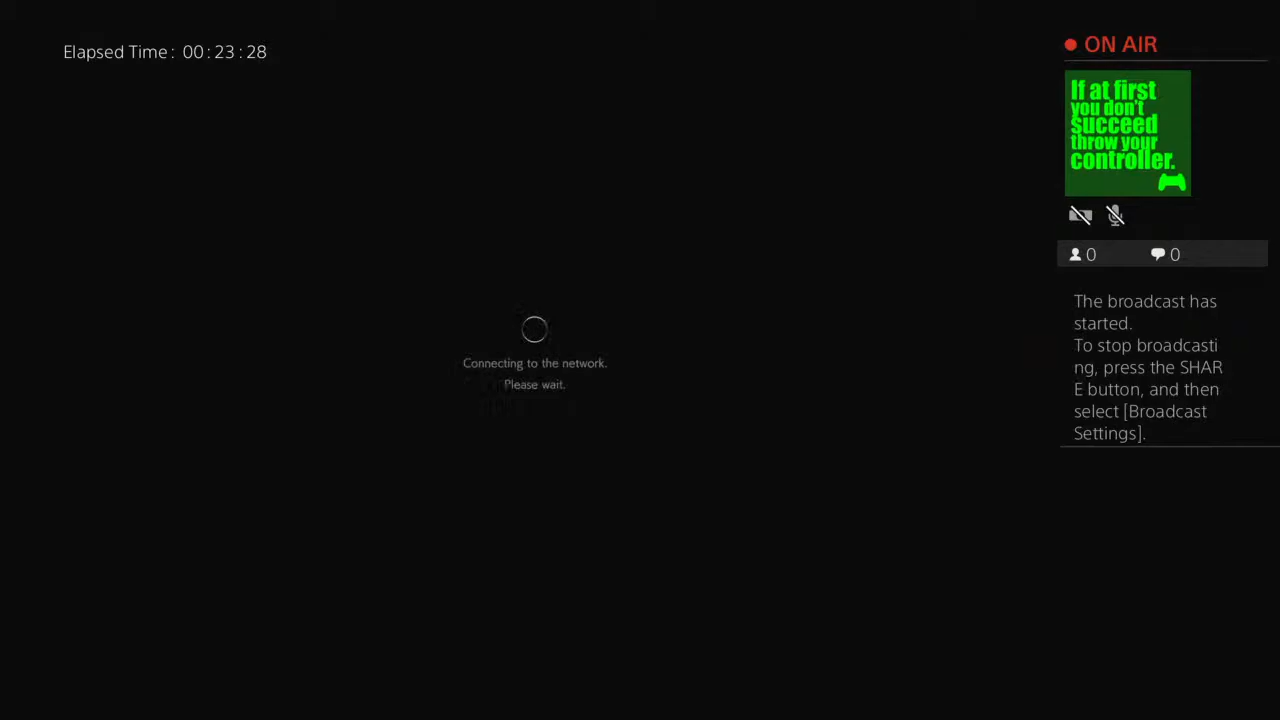 Elapsed Time: 00:23:28
ON AIR
If at first
you don't
succeed
throw your
controller.
0
0
The broadcast has
started.
To stop broadcasti
ng, press the SHAR
E button, and then
select [Broadcast
Settings].
Connecting to the network.
Please wait.